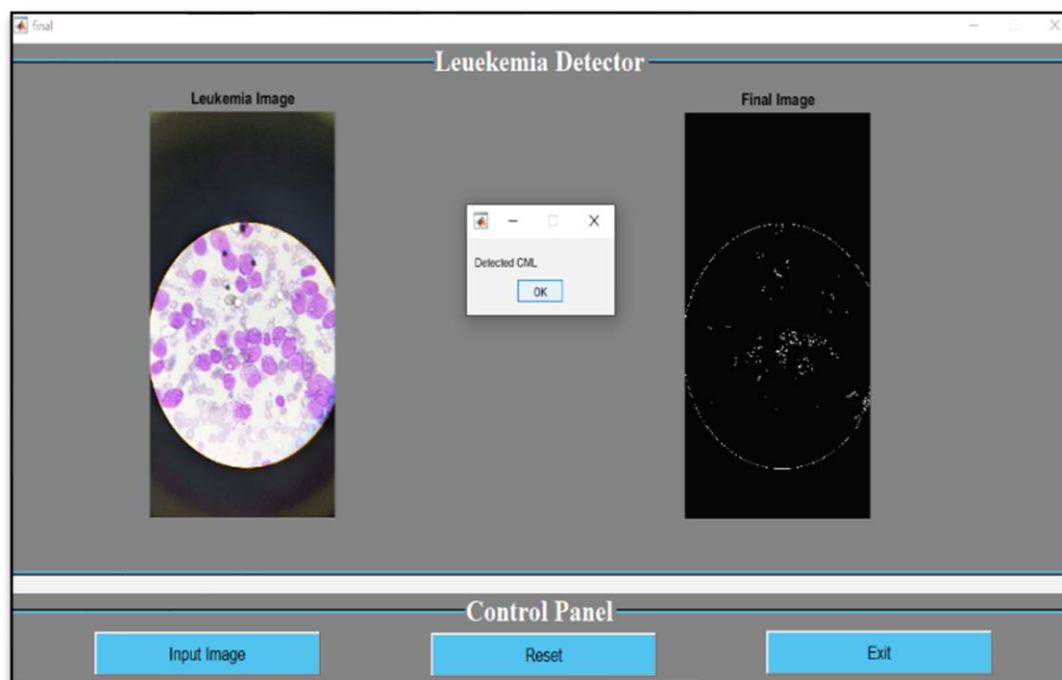 final
Leuekemia Detector
Leukemia Image
Final Image
Detected CML
OK
Control Panel
Input Image
Reset
Exit